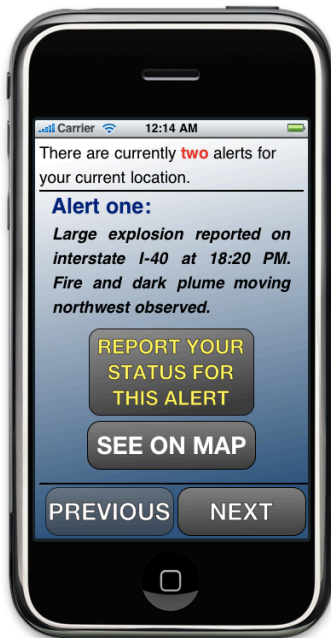 Carrier 12:14 AM
There are currently two alerts for
your current location.
Alert one:
Large explosion reported on
interstate I-40 at 18:20 PM.
Fire and dark plume moving
northwest observed.
REPORT YOUR
STATUS FOR
THIS ALERT
SEE ON MAP
PREVIOUS NEXT